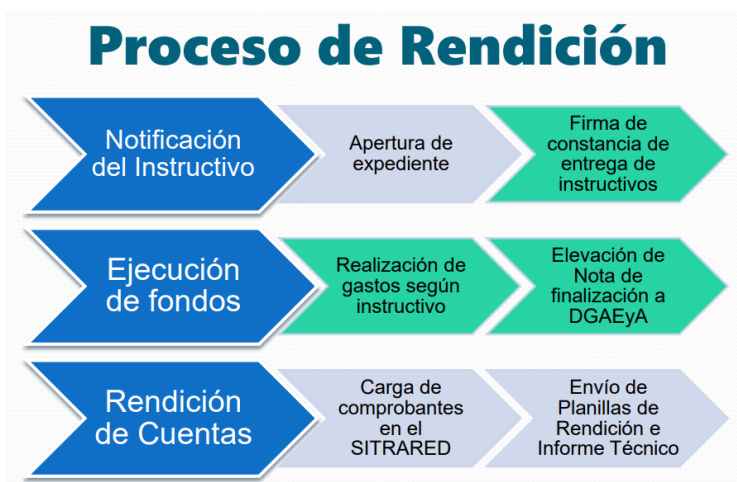 Proceso de Rendición
Notificación
del Instructivo
Apertura de
expediente
Firma de
constancia de
entrega de
instructivos
Ejecución
de fondos
Realización de
gastos según
instructivo
Elevación de
Nota de
finalización a
DGAEyA
Rendición
de Cuentas
Carga de
comprobantes
en el
SITRARED
Envío de
Planillas de
Rendición e
Informe Técnico